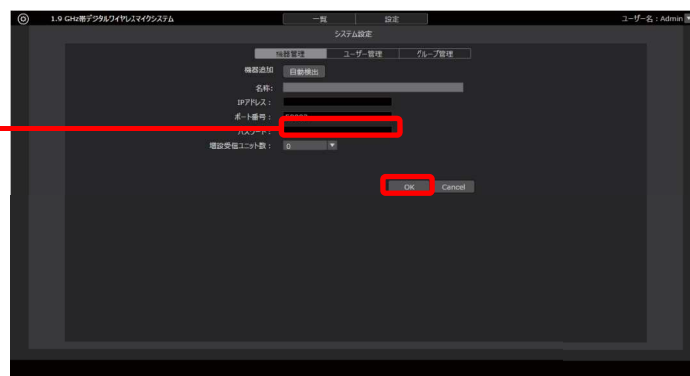 1.9 GHz帯デジタルワイヤレスマイクシステム 一覧 設定 ユーザー名 : Admin
システム設定
機器管理 ユーザー管理 グループ管理
機器追加 自動検出
名称:
IPアドレス :
ポート番号 :
パスワード :
増設受信ユニット数 : 0
OK Cancel